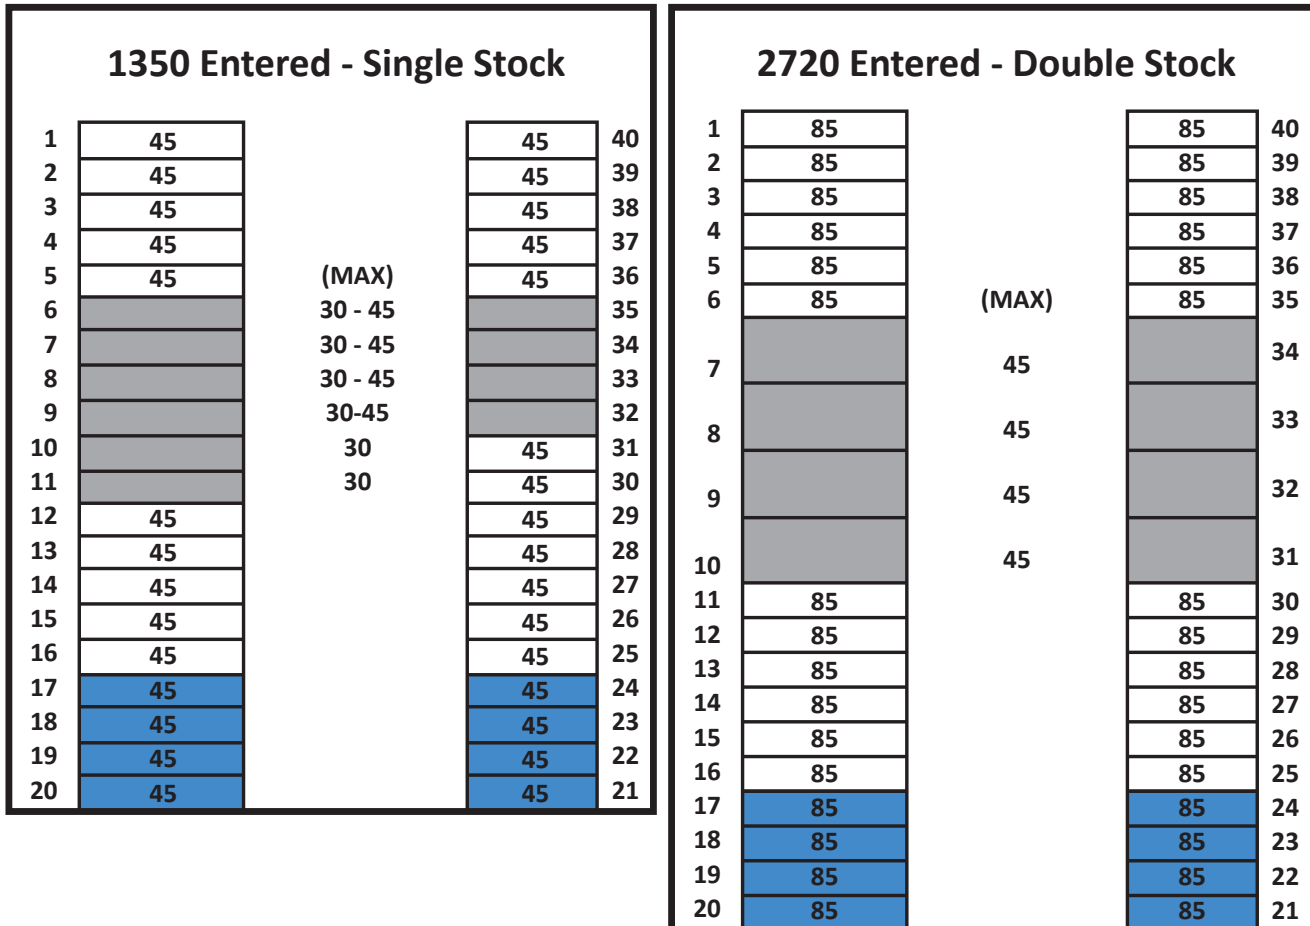 1350 Entered - Single Stock
1 45 45 40
2 45 45 39
3 45 45 38
4 45 45 37
5 45 (MAX) 45 36
6 30 - 45 35
7 30 - 45 34
8 30 - 45 33
9 30-45 32
10 30 45 31
11 30 45 30
12 45 45 29
13 45 45 28
14 45 45 27
15 45 45 26
16 45 45 25
17 45 45 24
18 45 45 23
19 45 45 22
20 45 45 21
2720 Entered - Double Stock
1 85 85 40
2 85 85 39
3 85 85 38
4 85 85 37
5 85 85 36
6 85 (MAX) 85 35
7 45 34
8 45 33
9 45 32
10 45 31
11 85 85 30
12 85 85 29
13 85 85 28
14 85 85 27
15 85 85 26
16 85 85 25
17 85 85 24
18 85 85 23
19 85 85 22
20 85 85 21